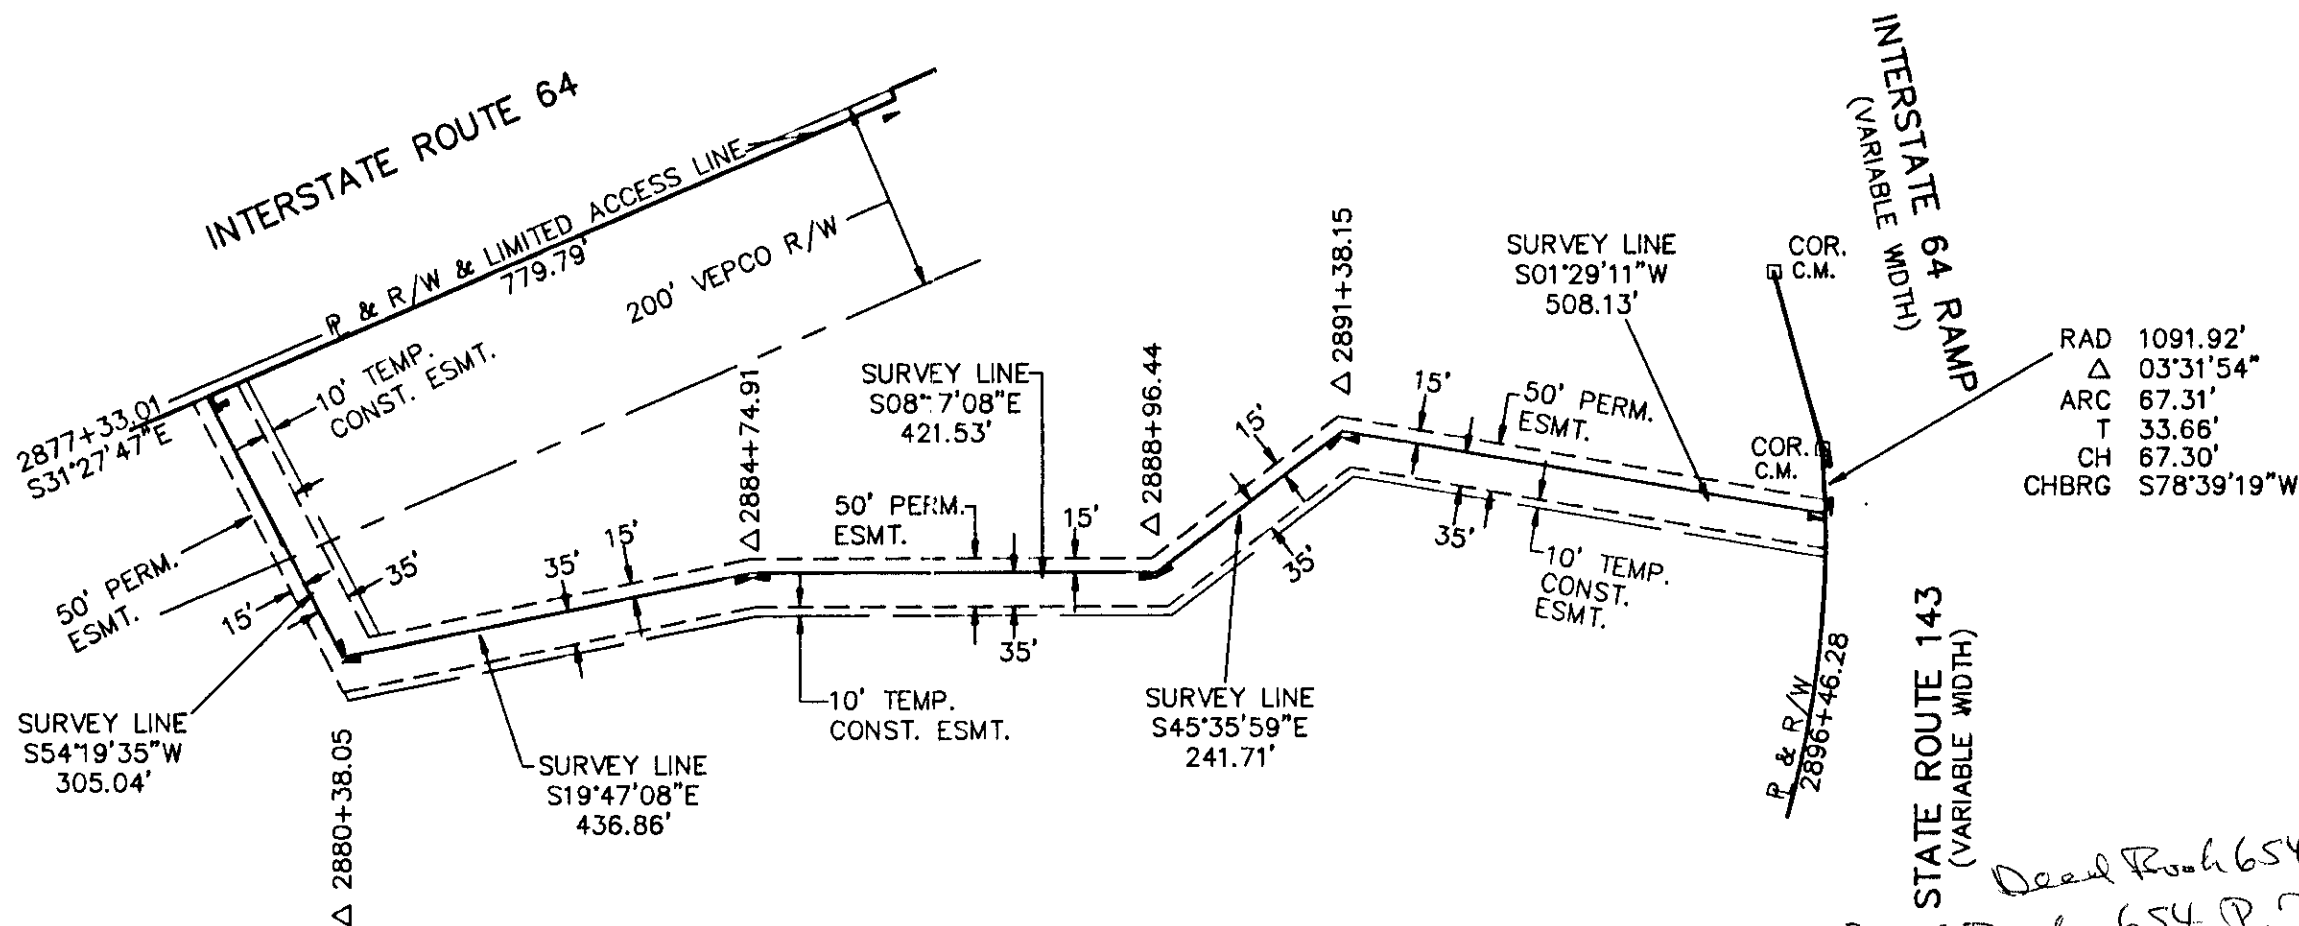 INTERSTATE ROUTE 64
P & R/W & LIMITED ACCESS LINE
779.79'
200' VEPCO R/W
2877+33.01
S31°27'47"E
10' TEMP.
CONST. ESMT.
50' PERM.
ESMT.
15'
35'
SURVEY LINE
S54°19'35"W
305.04'
△ 2880+38.05
35'
15'
SURVEY LINE
S19°47'08"E
436.86'
△ 2884+74.91
SURVEY LINE
421.53'
50' PERM.
ESMT.
15'
35'
10' TEMP.
CONST. ESMT.
△ 2888+96.44
15'
35'
SURVEY LINE
S45°35'59"E
241.71'
△ 2891+38.15
15'
50' PERM.
ESMT.
35'
10' TEMP.
CONST.
ESMT.
SURVEY LINE
S01°29'11"W
508.13'
COR.
C.M.
COR.
C.M.
INTERSTATE 64 RAMP
(VARIABLE WIDTH)
RAD 1091.92'
△ 03°31'54"
ARC 67.31'
T 33.66'
CH 67.30'
CHBRG S78°39'19"W
P & R/W
2896+46.28
STATE ROUTE 143
(VARIABLE WIDTH)
Deed Book 654
654 P.